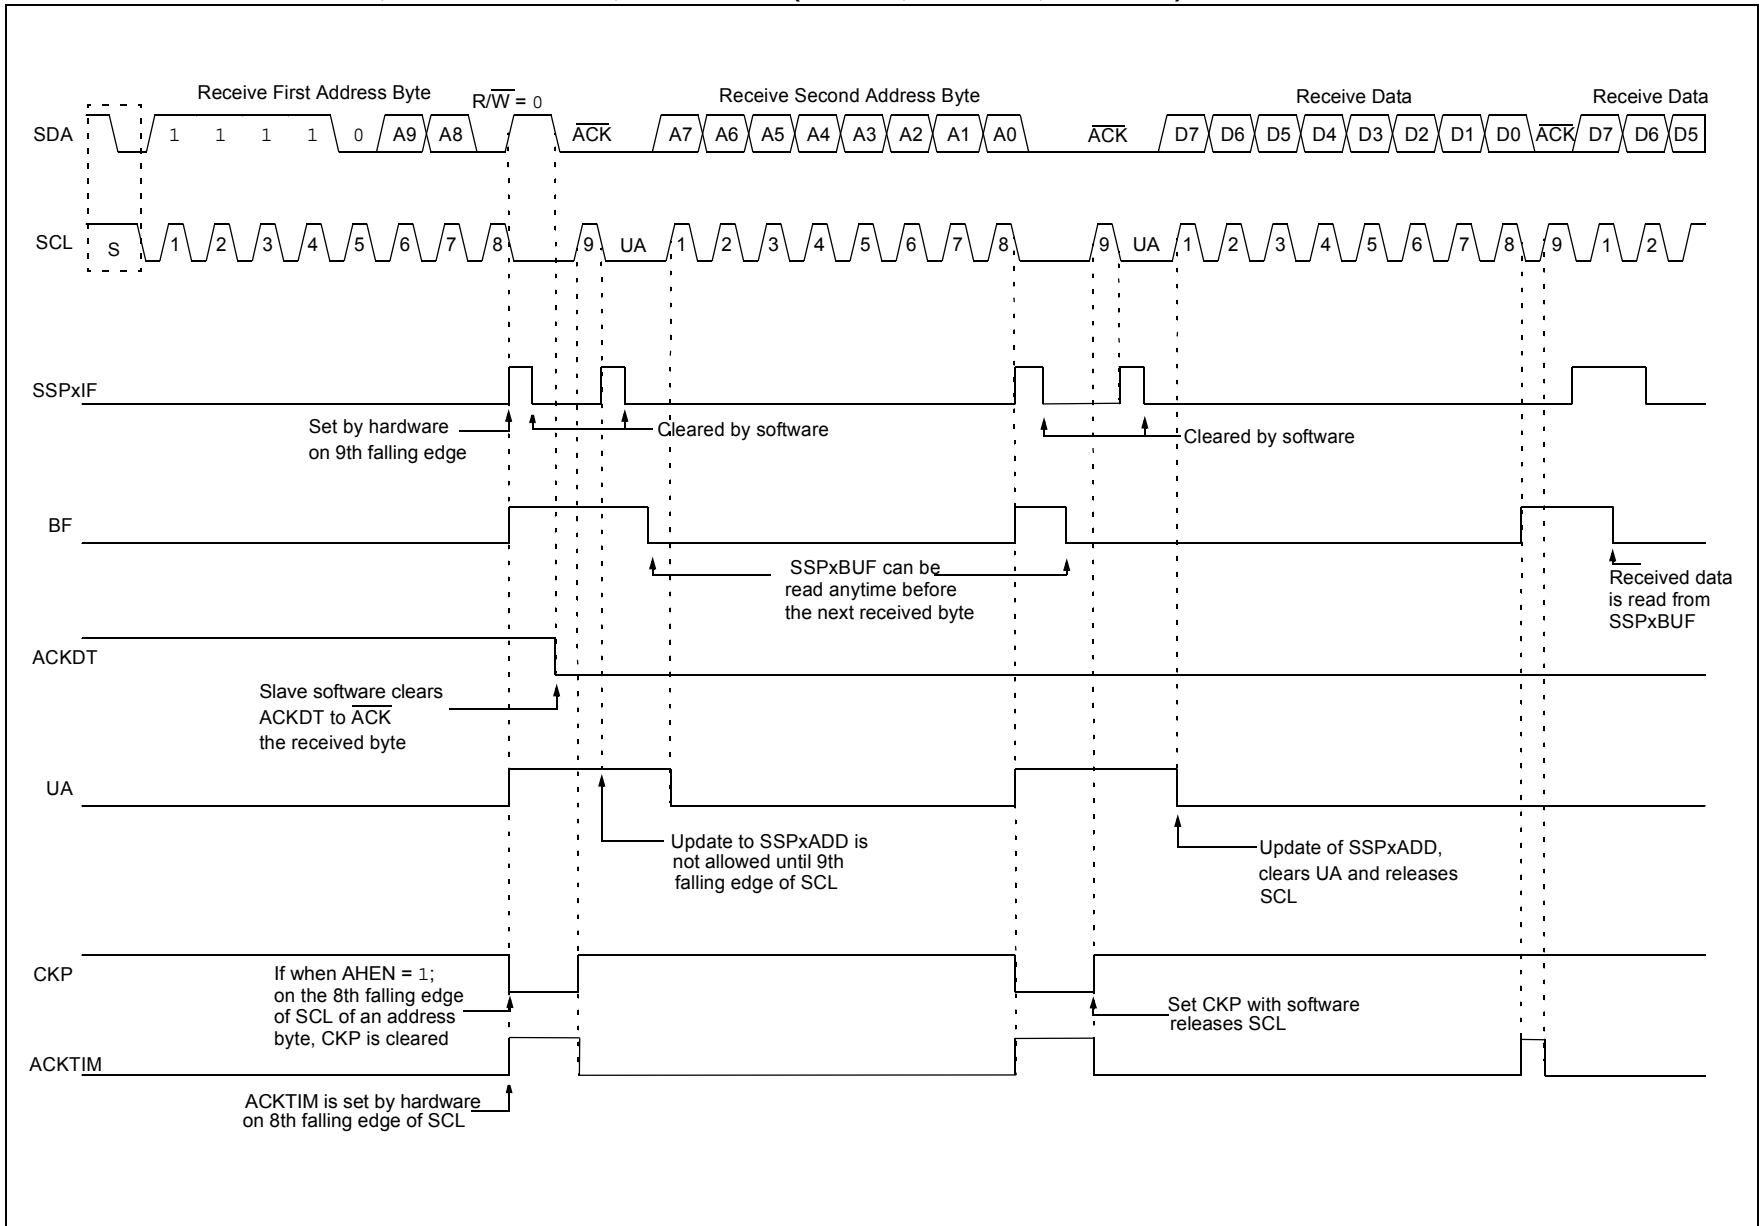 Receive First Address Byte
R/W = 0
Receive Second Address Byte
Receive Data
Receive Data
SDA
1 1 1 1 0 A9 A8 ACK A7 A6 A5 A4 A3 A2 A1 A0 ACK D7 D6 D5 D4 D3 D2 D1 D0 ACK D7 D6 D5
SCL
S 1 2 3 4 5 6 7 8 9 UA 1 2 3 4 5 6 7 8 9 UA 1 2 3 4 5 6 7 8 9 1 2
SSPxIF
Set by hardware
on 9th falling edge
Cleared by software
Cleared by software
BF
SSPxBUF can be
read anytime before
the next received byte
Received data
is read from
SSPxBUF
ACKDT
Slave software clears
ACKDT to ACK
the received byte
UA
Update to SSPxADD is
not allowed until 9th
falling edge of SCL
Update of SSPxADD,
clears UA and releases
SCL
CKP
If when AHEN = 1;
on the 8th falling edge
of SCL of an address
byte, CKP is cleared
Set CKP with software
releases SCL
ACKTIM
ACKTIM is set by hardware
on 8th falling edge of SCL